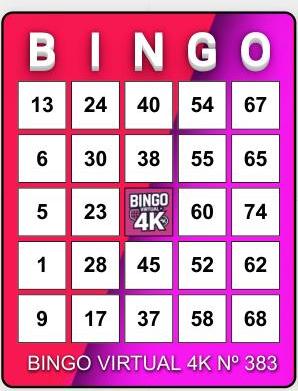 B I N G O
13 24 40 54 67
6 30 38 55 65
5 23 BINGO VIRTUAL 4K 60 74
1 28 45 52 62
9 17 37 58 68
BINGO VIRTUAL 4K Nº 383